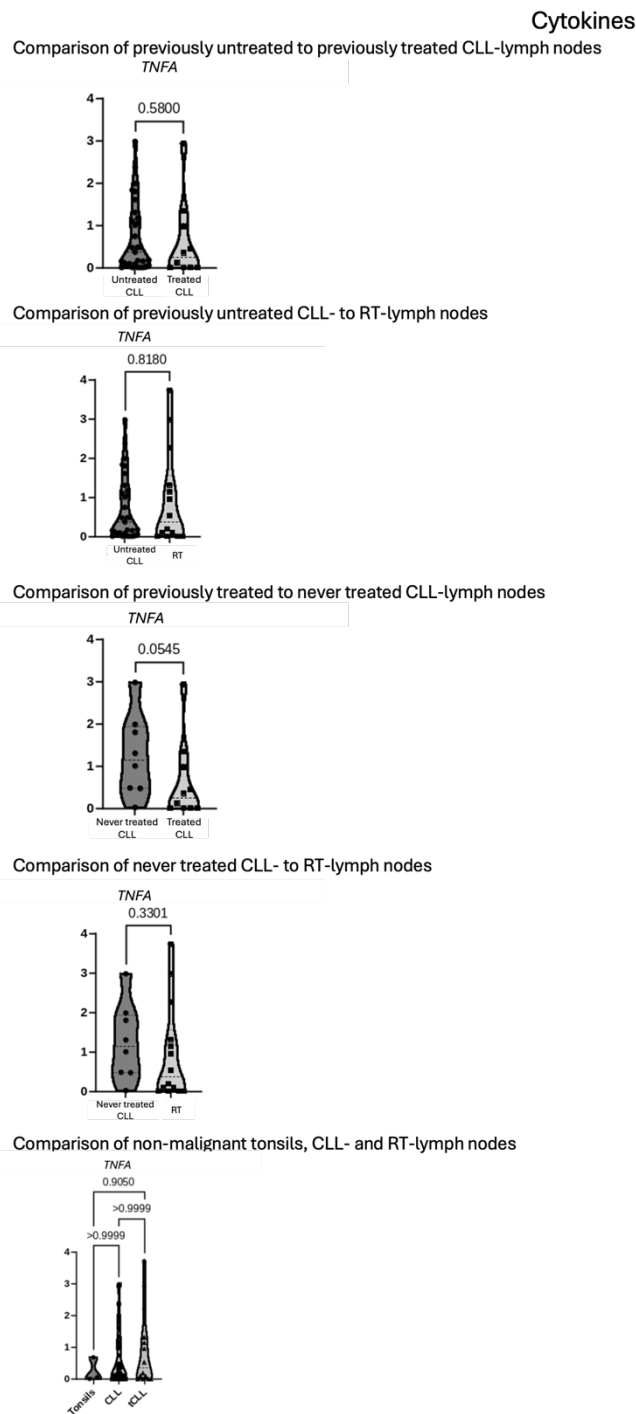 Cytokines
Comparison of previously untreated to previously treated CLL-lymph nodes
TNFA
0.5800
4
3
2
1
0
Untreated CLL
Treated CLL
Comparison of previously untreated CLL- to RT-lymph nodes
TNFA
0.8180
4
3
2
1
0
Untreated CLL
RT
Comparison of previously treated to never treated CLL-lymph nodes
TNFA
0.0545
4
3
2
1
0
Never treated CLL
Treated CLL
Comparison of never treated CLL- to RT-lymph nodes
TNFA
0.3301
4
3
2
1
0
Never treated CLL
RT
Comparison of non-malignant tonsils, CLL- and RT-lymph nodes
TNFA
0.9050
>0.9999
>0.9999
4
3
2
1
0
Tonsils
CLL
tCLL